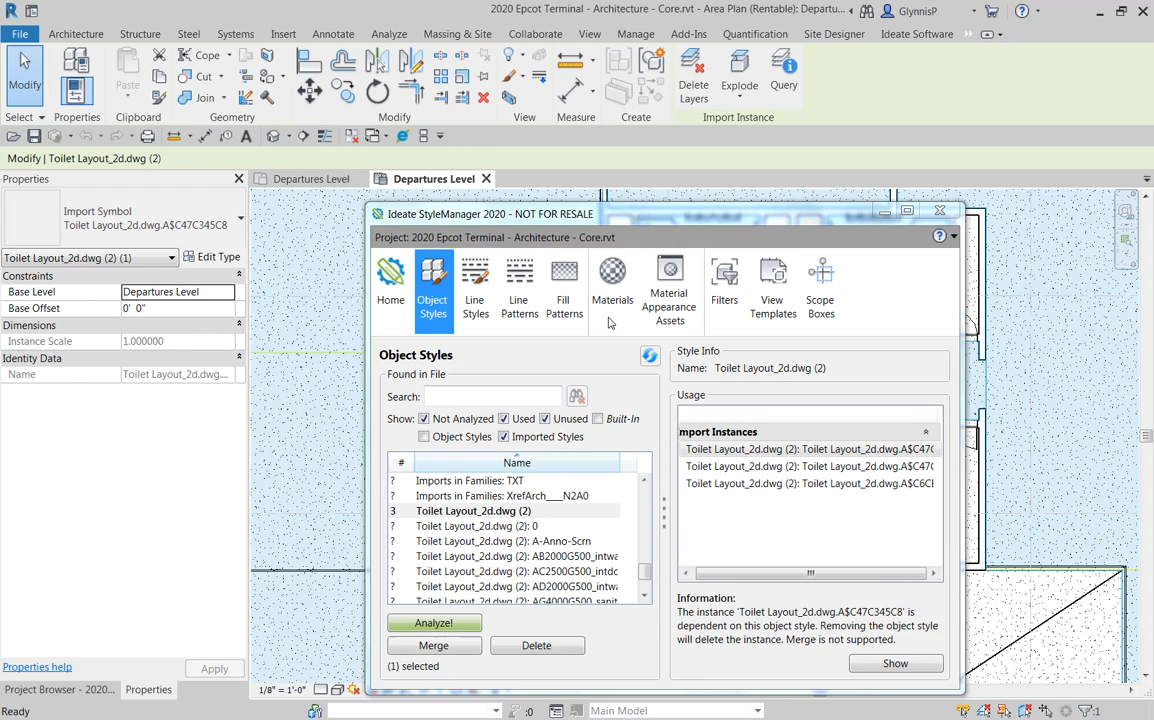 2020 Epcot Terminal - Architecture - Core.rvt - Area Plan (Rentable): Departu...
GlynnisP
File Architecture Structure Steel Systems Insert Annotate Analyze Massing & Site Collaborate View Manage Add-Ins Quantification Site Designer Ideate Software
Modify
Paste
Cope
Cut
Join
Delete Layers
Explode
Query
Select Properties Clipboard Geometry Modify View Measure Create Import Instance
Modify | Toilet Layout_2d.dwg (2)
Properties
Departures Level
Departures Level
Import Symbol
Toilet Layout_2d.dwg.A$C47C345C8
Toilet Layout_2d.dwg (2) (1)
Edit Type
Constraints
Base Level Departures Level
Base Offset 0' 0"
Dimensions
Instance Scale 1.000000
Identity Data
Name Toilet Layout_2d.dwg....
Properties help
Apply
Project Browser - 2020...
Properties
Ready
Ideate StyleManager 2020 - NOT FOR RESALE
Project: 2020 Epcot Terminal - Architecture - Core.rvt
Home
Object Styles
Line Styles
Line Patterns
Fill Patterns
Materials
Material Appearance Assets
Filters
View Templates
Scope Boxes
Object Styles
Found in File
Search:
Show: Not Analyzed Used Unused Built-In
Object Styles Imported Styles
# Name
? Imports in Families: TXT
? Imports in Families: XrefArch____N2A0
3 Toilet Layout_2d.dwg (2)
? Toilet Layout_2d.dwg (2): 0
? Toilet Layout_2d.dwg (2): A-Anno-Scrn
? Toilet Layout_2d.dwg (2): AB2000G500_intwa
? Toilet Layout_2d.dwg (2): AC2500G500_intdc
? Toilet Layout_2d.dwg (2): AD2000G500_intwa
? Toilet Layout_2d.dwg (2): AG4000G500_sanit
Analyze!
Merge
Delete
(1) selected
Style Info
Name: Toilet Layout_2d.dwg (2)
Usage
mport Instances
Toilet Layout_2d.dwg (2): Toilet Layout_2d.dwg.A$C47C
Toilet Layout_2d.dwg (2): Toilet Layout_2d.dwg.A$C47C
Toilet Layout_2d.dwg (2): Toilet Layout_2d.dwg.A$C6CE
Information:
The instance 'Toilet Layout_2d.dwg.A$C47C345C8' is
dependent on this object style. Removing the object style
will delete the instance. Merge is not supported.
Show
1/8" = 1'-0"
:0
Main Model
:1